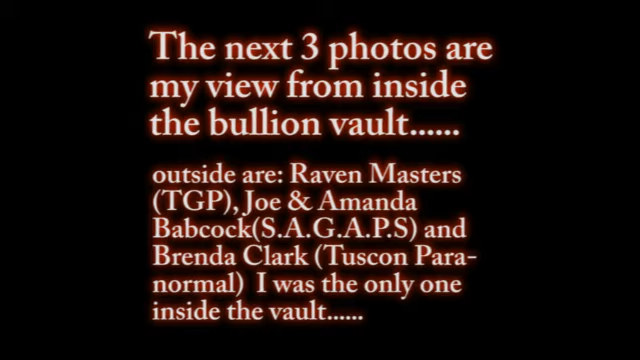 The next 3 photos are
my view from inside
the bullion vault......
outside are: Raven Masters
(TGP), Joe & Amanda
Babcock(S.A.G.A.P.S) and
Brenda Clark (Tuscon Para-
normal)  I was the only one
inside the vault......